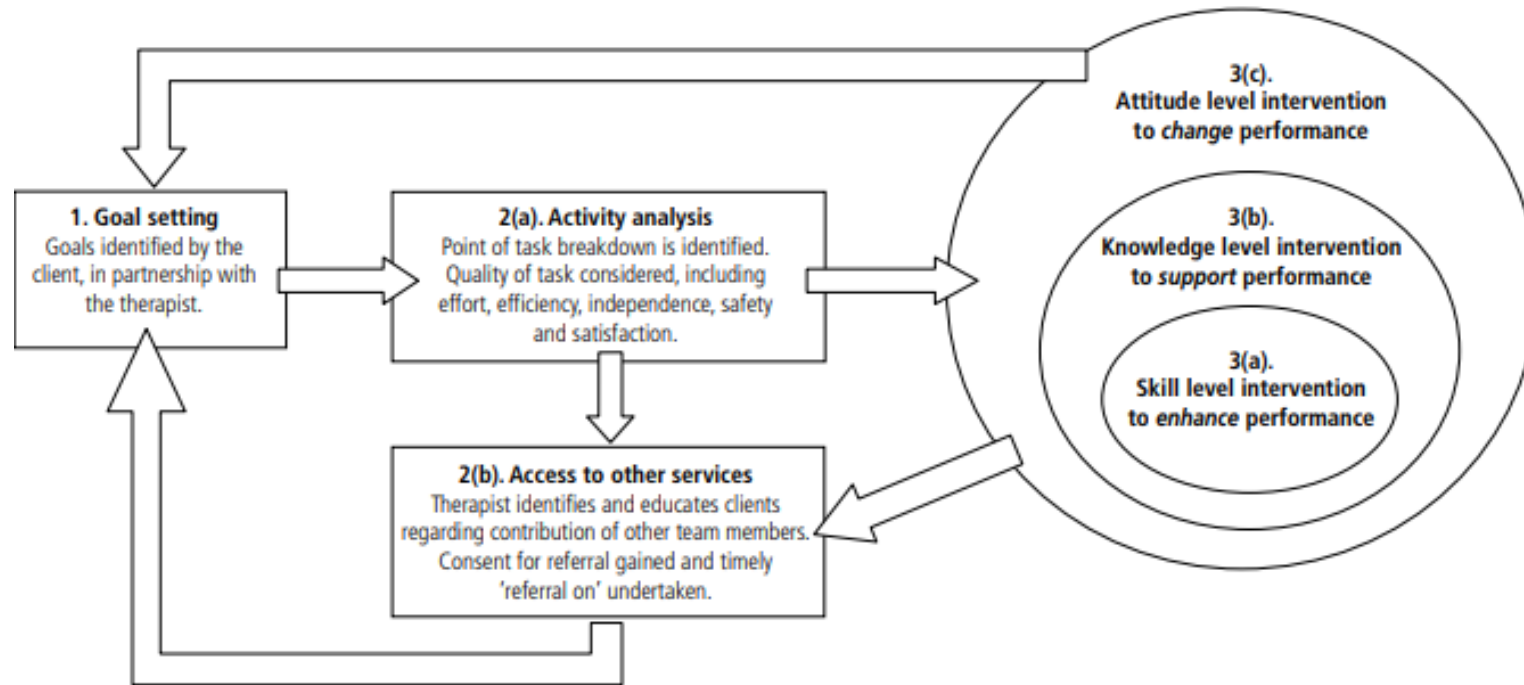 1. Goal setting
Goals identified by the
client, in partnership with
the therapist.
2(a). Activity analysis
Point of task breakdown is identified.
Quality of task considered, including
effort, efficiency, independence, safety
and satisfaction.
2(b). Access to other services
Therapist identifies and educates clients
regarding contribution of other team members.
Consent for referral gained and timely
‘referral on’ undertaken.
3(c).
Attitude level intervention
to change performance
3(b).
Knowledge level intervention
to support performance
3(a).
Skill level intervention
to enhance performance